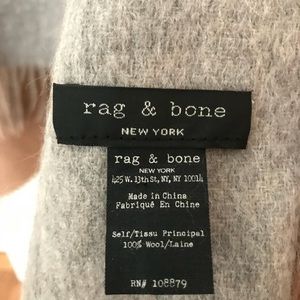 rag & bone
NEW YORK
rag & bone
NEW YORK
425 W. 13th St, NY, NY 10014
Made in China
Fabriqué En Chine
Self/Tissu Principal
100% Wool/Laine
RN# 108879